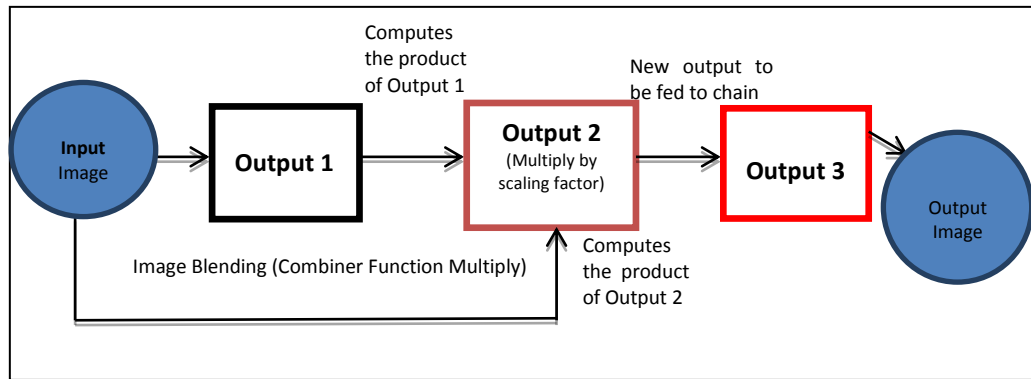 Computes
the product
of Output 1
New output to
be fed to chain
Input
Image
Output 1
Output 2
(Multiply by
scaling factor)
Output 3
Output
Image
Image Blending (Combiner Function Multiply)
Computes
the product
of Output 2